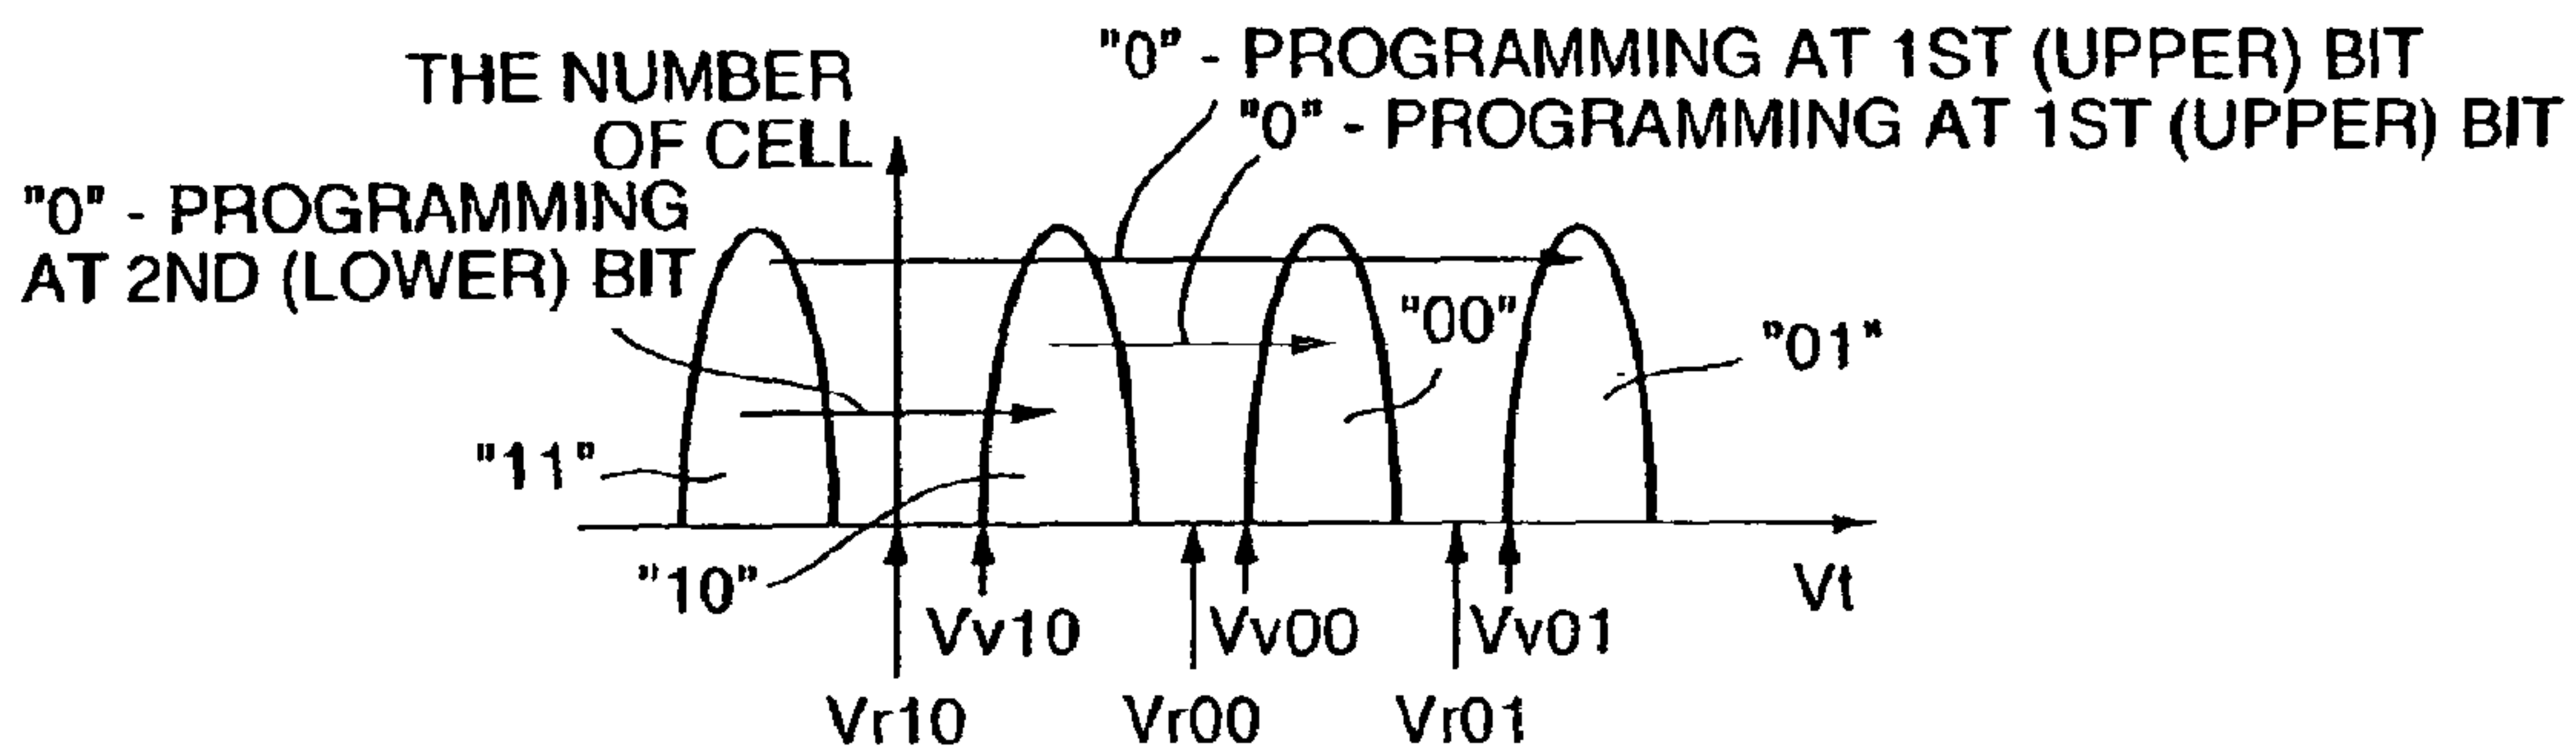 THE NUMBER
OF CELL
"0" - PROGRAMMING AT 1ST (UPPER) BIT
"0" - PROGRAMMING AT 1ST (UPPER) BIT
"0" - PROGRAMMING
AT 2ND (LOWER) BIT
"00"
"01"
"11"
"10"
Vv10
Vv00
Vv01
Vt
Vr10
Vr00
Vr01